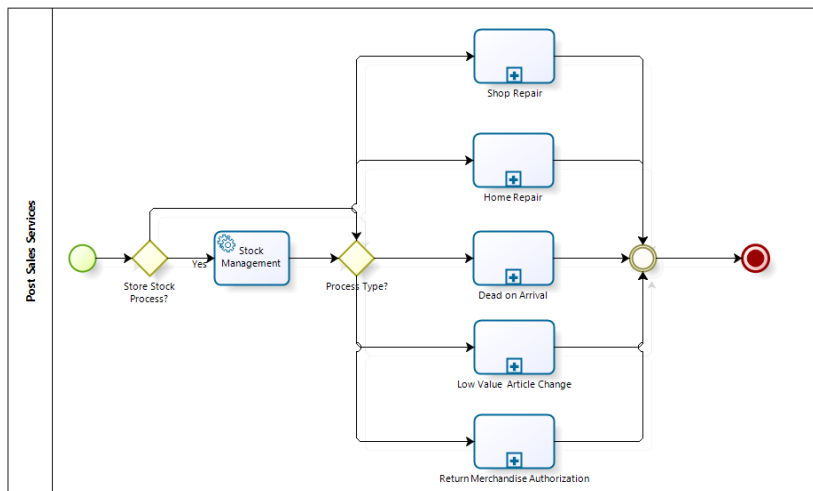 Post Sales Services
Shop Repair
Home Repair
Store Stock
Process?
Yes
Stock
Management
Process Type?
Dead on Arrival
Low Value Article Change
Return Merchandise Authorization